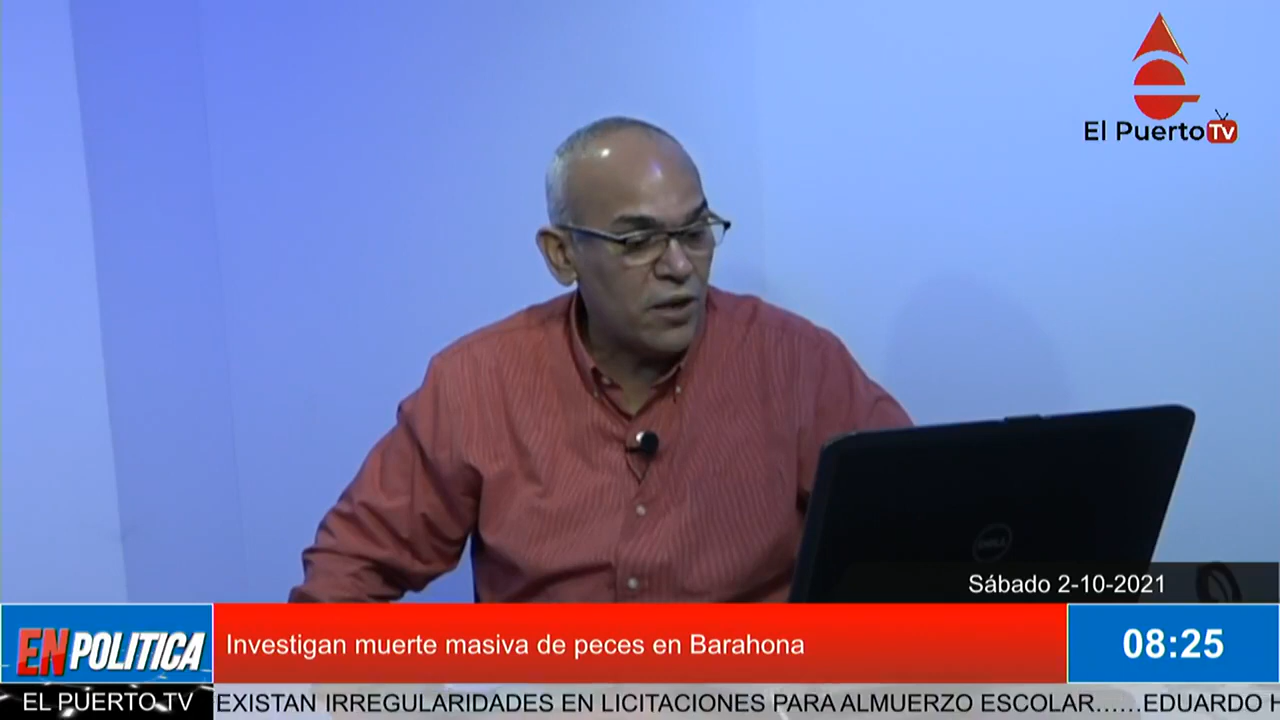 El Puerto Tv
DELL
Sábado 2-10-2021
EN POLITICA
Investigan muerte masiva de peces en Barahona
08:25
EL PUERTO TV
EXISTAN IRREGULARIDADES EN LICITACIONES PARA ALMUERZO ESCOLAR......EDUARDO H